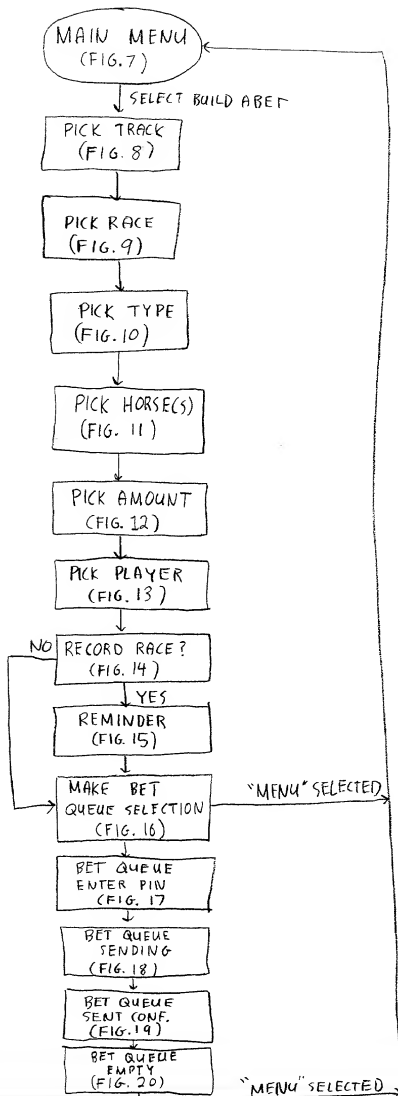 MAIN MENU
(FIG.7)
SELECT BUILD A BET
PICK TRACK
(FIG. 8)
PICK RACE
(FIG. 9)
PICK TYPE
(FIG. 10)
PICK HORSE(S)
(FIG. 11)
PICK AMOUNT
(FIG. 12)
PICK PLAYER
(FIG. 13)
NO
RECORD RACE?
(FIG. 14)
YES
REMINDER
(FIG. 15)
MAKE BET
QUEUE SELECTION
(FIG. 16)
"MENU" SELECTED
BET QUEUE
ENTER PIN
(FIG. 17
BET QUEUE
SENDING
(FIG. 18)
BET QUEUE
SENT CONF.
(FIG. 19)
BET QUEUE
EMPTY
(FIG. 20)
"MENU" SELECTED